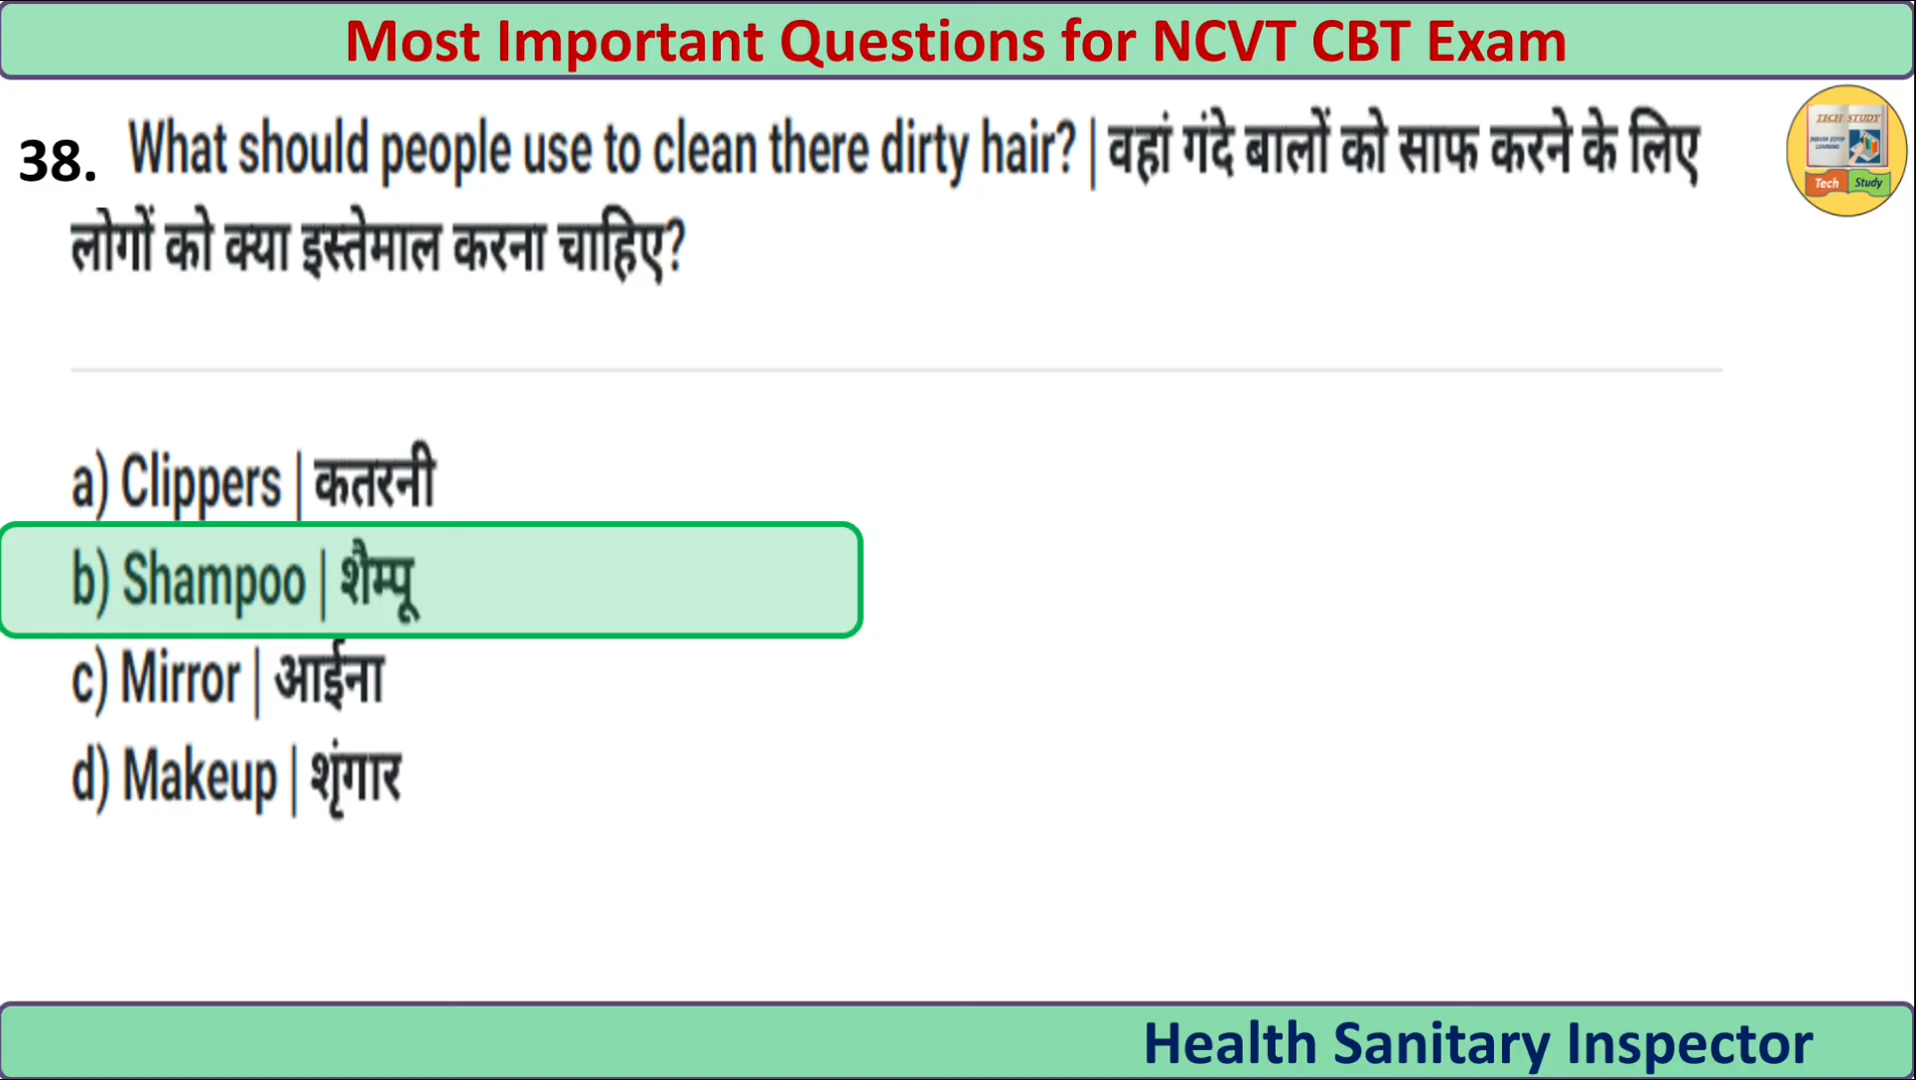 Most Important Questions for NCVT CBT Exam
38. What should people use to clean there dirty hair? | वहां गंदे बालों को साफ करने के लिए
लोगों को क्या इस्तेमाल करना चाहिए?
TECH STUDY
Tech Study
a) Clippers | कतरनी
b) Shampoo | शैम्पू
c) Mirror | आईना
d) Makeup | शृंगार
Health Sanitary Inspector